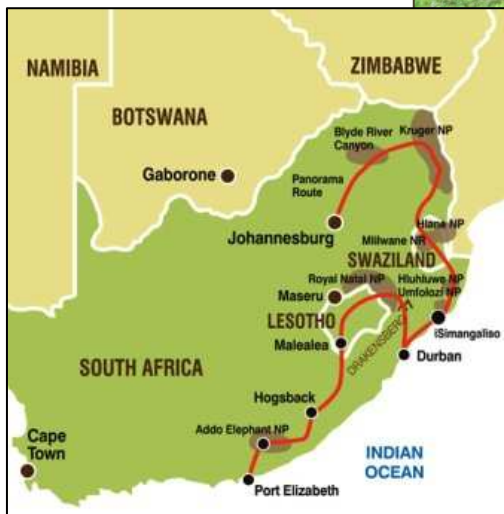 NAMIBIA
ZIMBABWE
BOTSWANA
Blyde River
Canyon
Kruger NP
Gaborone
Panorama
Route
Johannesburg
Hlane NP
Mlilwane NR
SWAZILAND
Royal Natal NP
Hluhluwe
Umfolozi NP
Maseru
iSimangaliso
LESOTHO
DRAKENSBERG
Malealea
Durban
SOUTH AFRICA
Hogsback
Addo Elephant NP
Cape
Town
INDIAN
OCEAN
Port Elizabeth